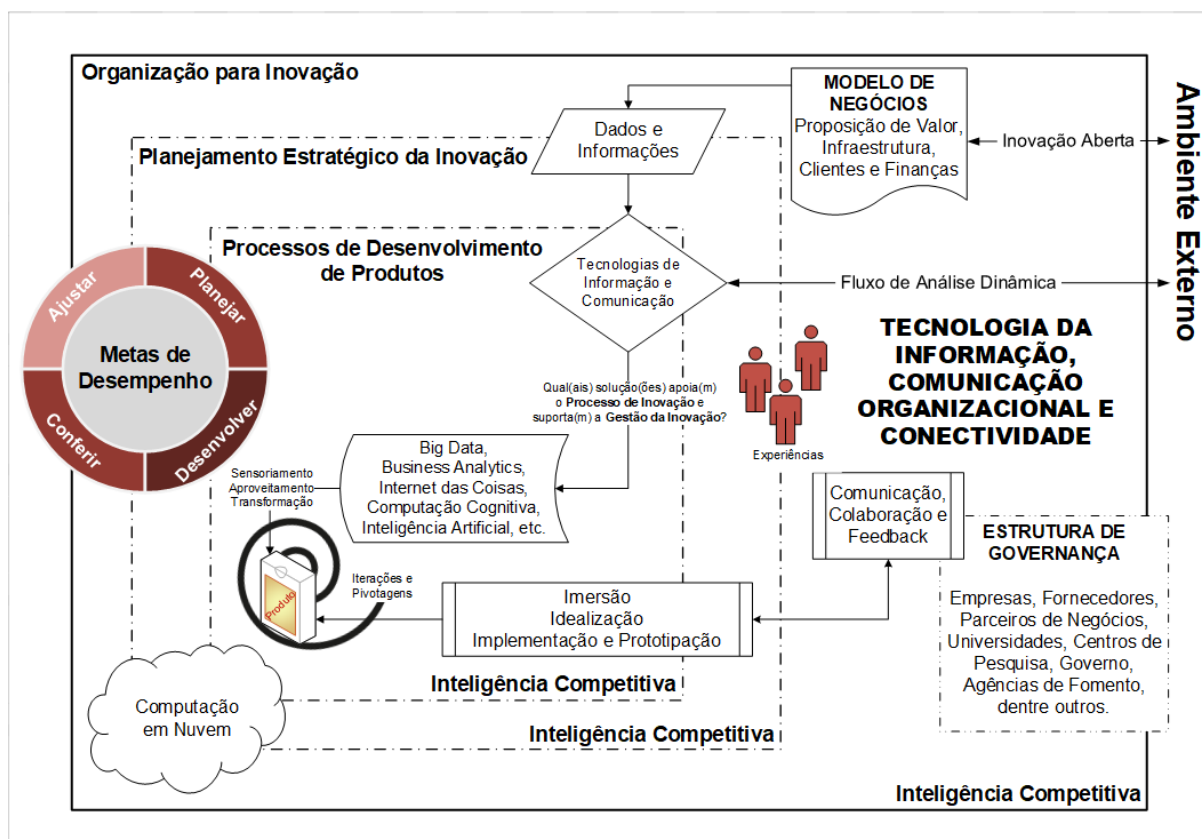 Organização para Inovação
MODELO DE
NEGÓCIOS
Proposição de Valor,
Infraestrutura,
Clientes e Finanças
Dados e
Informações
Inovação Aberta
Ambiente Externo
Planejamento Estratégico da Inovação
Processos de Desenvolvimento
de Produtos
Tecnologias de
Informação e
Comunicação
Fluxo de Análise Dinâmica
Ajustar
Planejar
Metas de
Desempenho
Conferir
Desenvolver
TECNOLOGIA DA
INFORMAÇÃO,
COMUNICAÇÃO
ORGANIZACIONAL E
CONECTIVIDADE
Qual(ais) solução(ões) apoia(m)
o Processo de Inovação e
suporta(m) a Gestão da Inovação?
Experiências
Big Data,
Business Analytics,
Internet das Coisas,
Computação Cognitiva,
Inteligência Artificial, etc.
Sensoriamento
Aproveitamento
Transformação
Comunicação,
Colaboração e
Feedback
ESTRUTURA DE
GOVERNANÇA
Empresas, Fornecedores,
Parceiros de Negócios,
Universidades, Centros de
Pesquisa, Governo,
Agências de Fomento,
dentre outros.
Produto
Iterações e
Pivotagens
Imersão
Idealização
Implementação e Prototipação
Inteligência Competitiva
Computação
em Nuvem
Inteligência Competitiva
Inteligência Competitiva